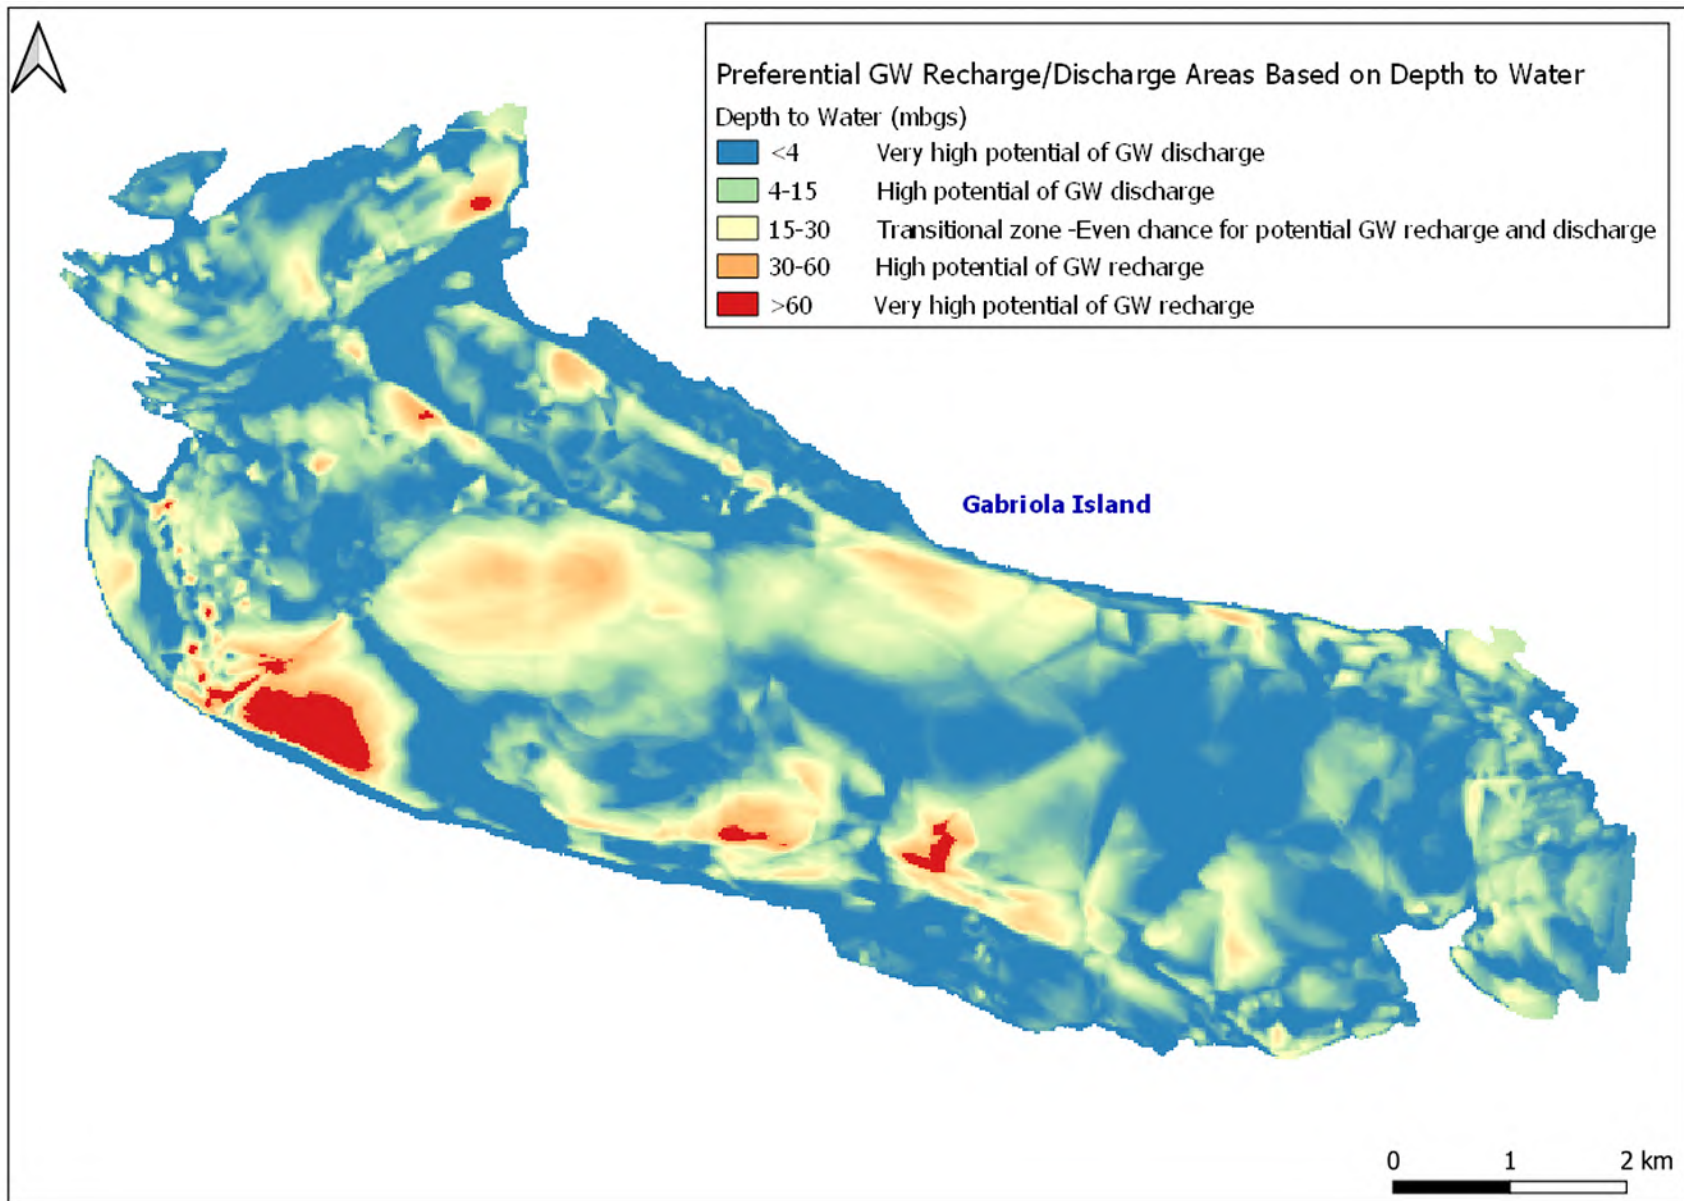 Preferential GW Recharge/Discharge Areas Based on Depth to Water
Depth to Water (mbgs)
<4 Very high potential of GW discharge
4-15 High potential of GW discharge
15-30 Transitional zone -Even chance for potential GW recharge and discharge
30-60 High potential of GW recharge
>60 Very high potential of GW recharge
Gabriola Island
0 1 2 km